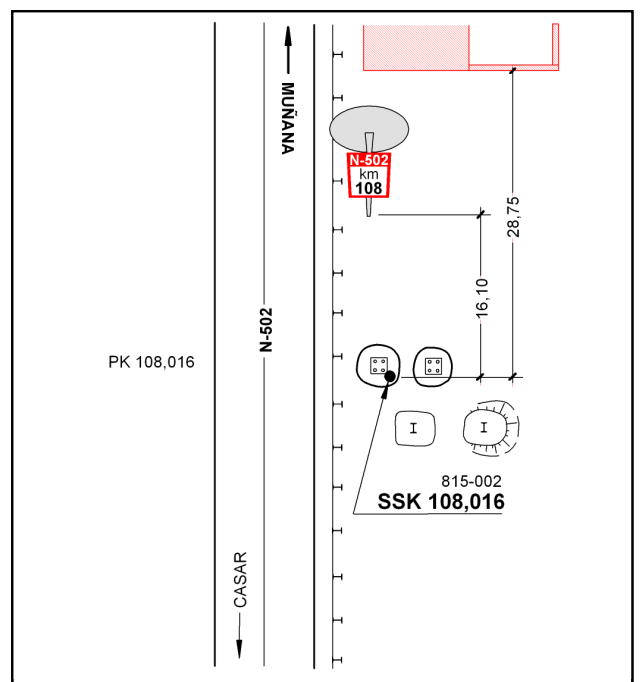 MUÑANA
N-502
km
108
28,75
16,10
N-502
PK 108,016
I
I
815-002
SSK 108,016
CASAR